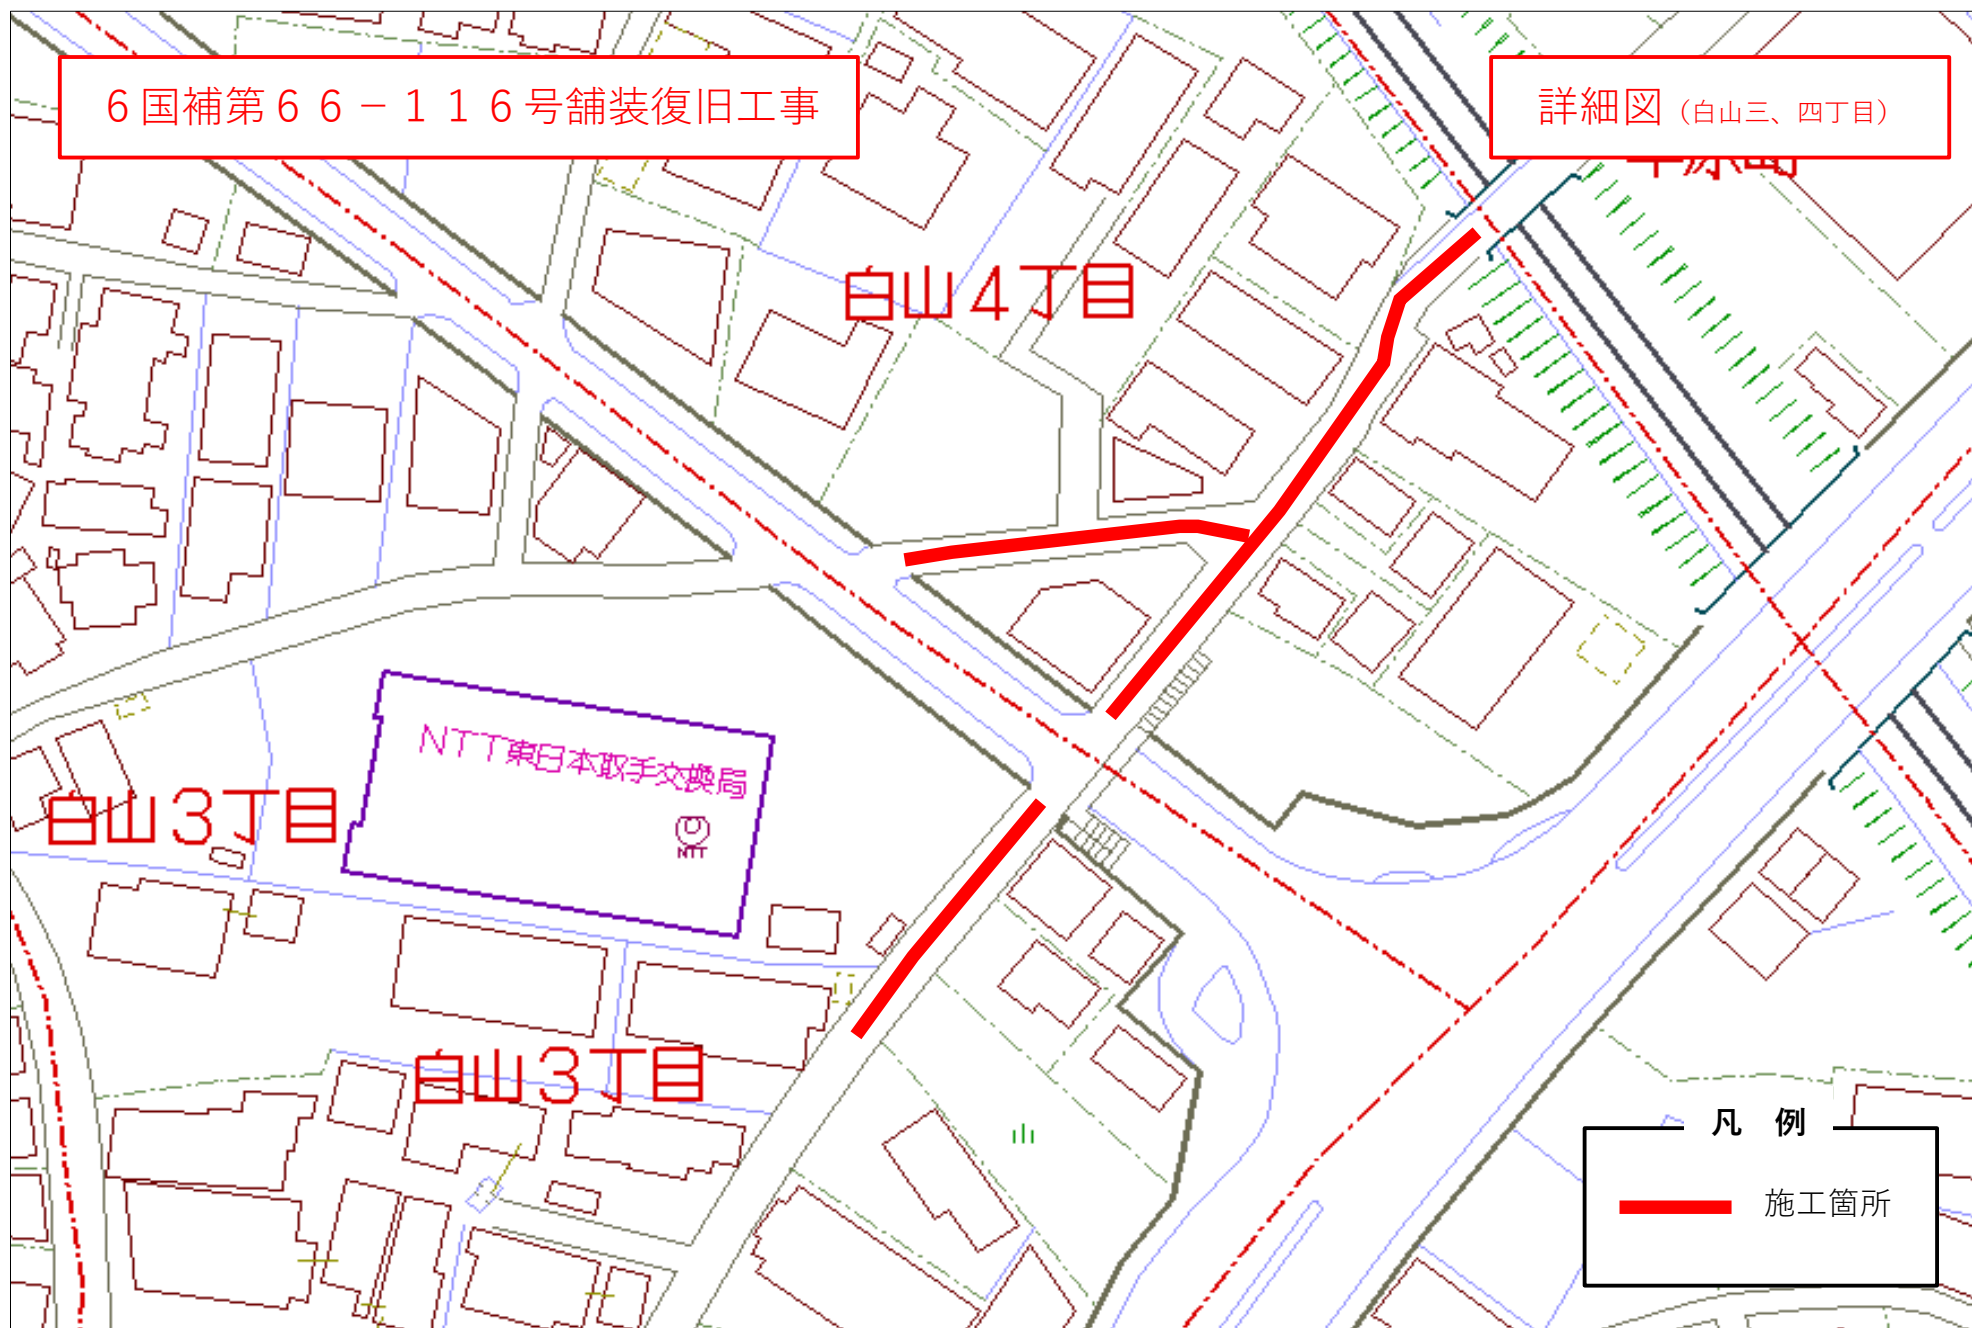 6国補第66－116号舗装復旧工事
詳細図（白山三、四丁目）
白山4丁目
NTT東日本取手交換局
NTT
白山3丁目
白山3丁目
凡　例
施工箇所